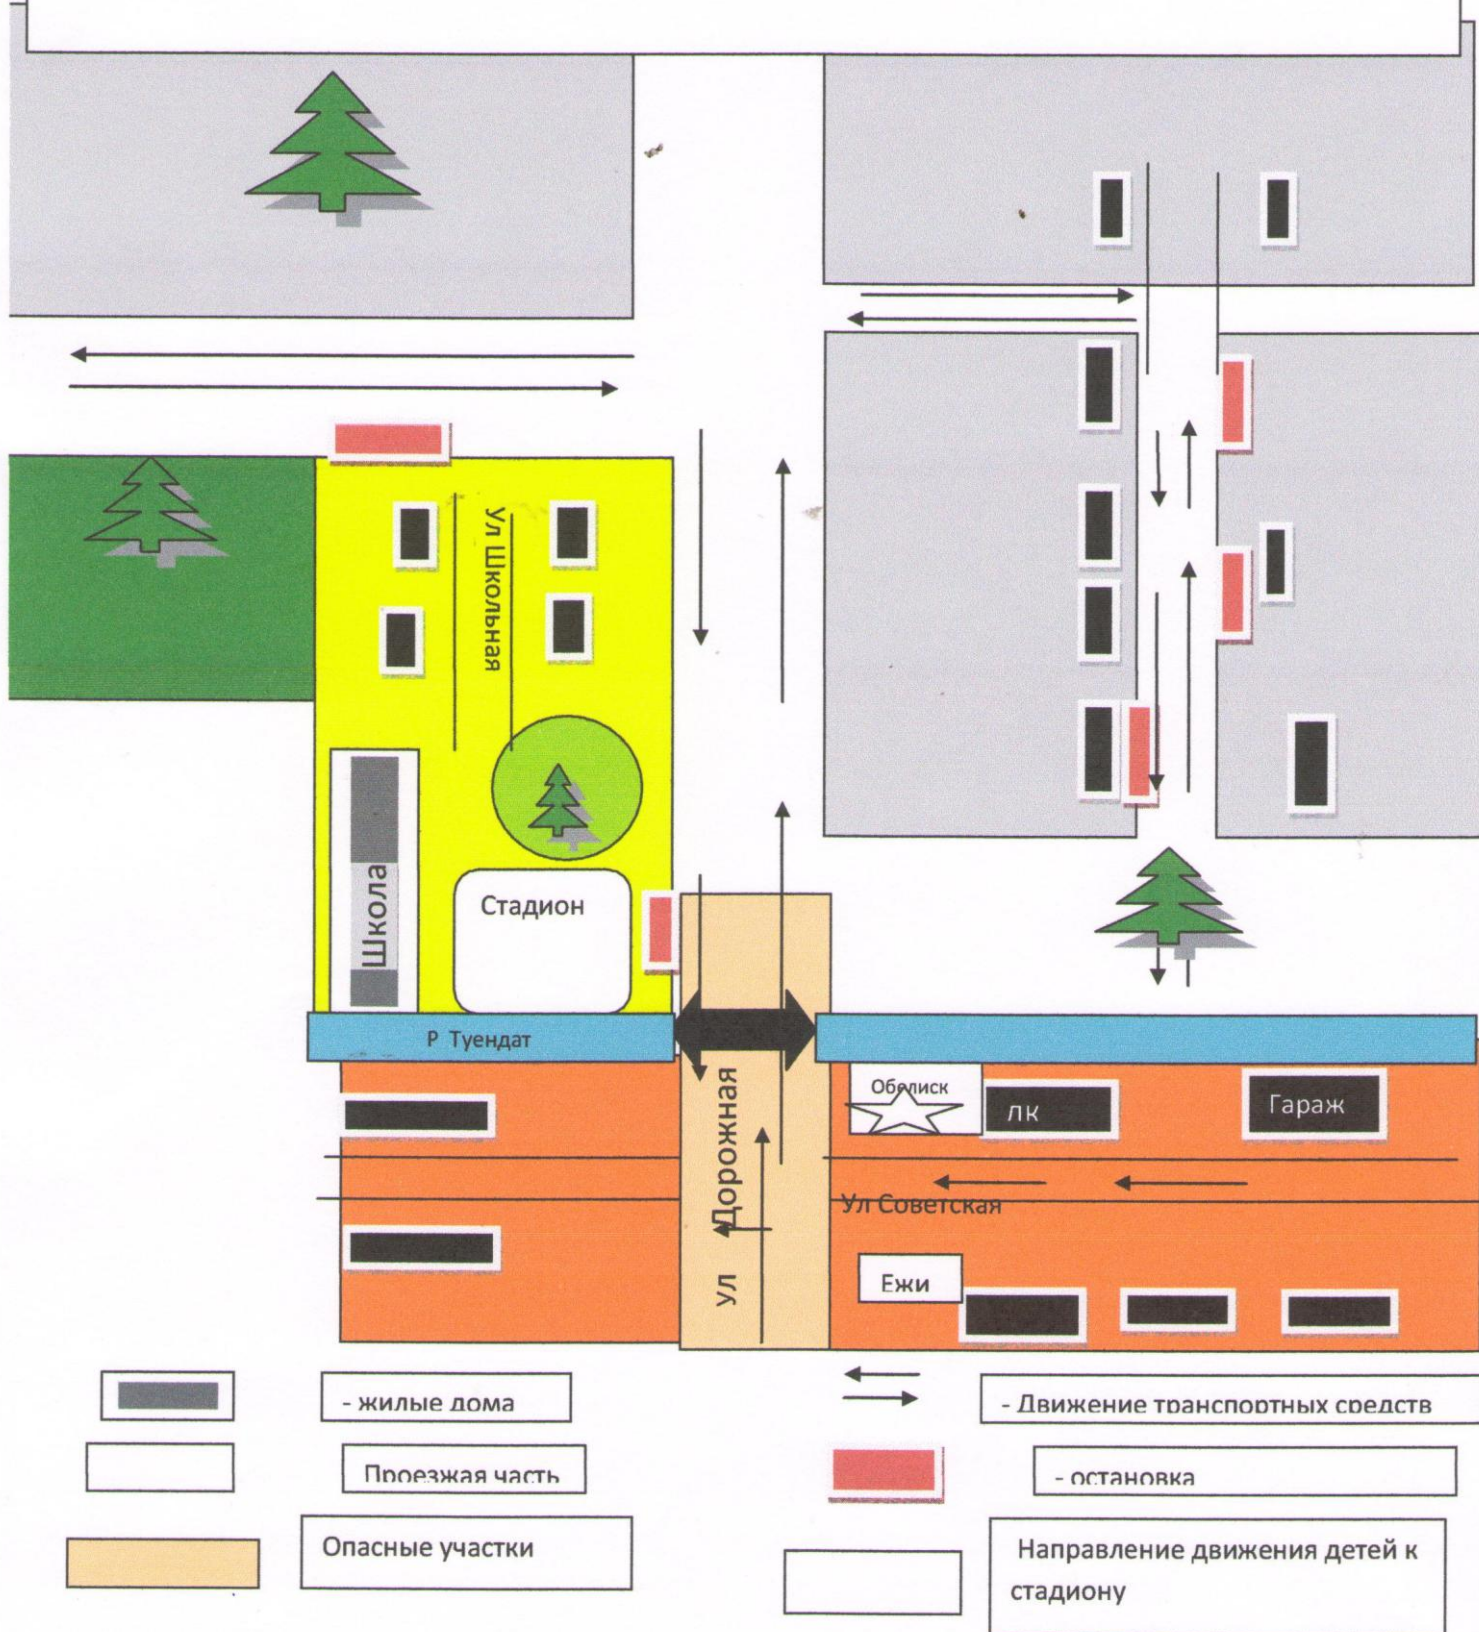 Ул Школьная
Школа
Стадион
Р Туендат
Обелиск
ЛК
Гараж
Ул Дорожная
Ул Советская
Ежи
- жилые дома
- Движение транспортных средств
Проезжая часть
- остановка
Опасные участки
Направление движения детей к
стадиону